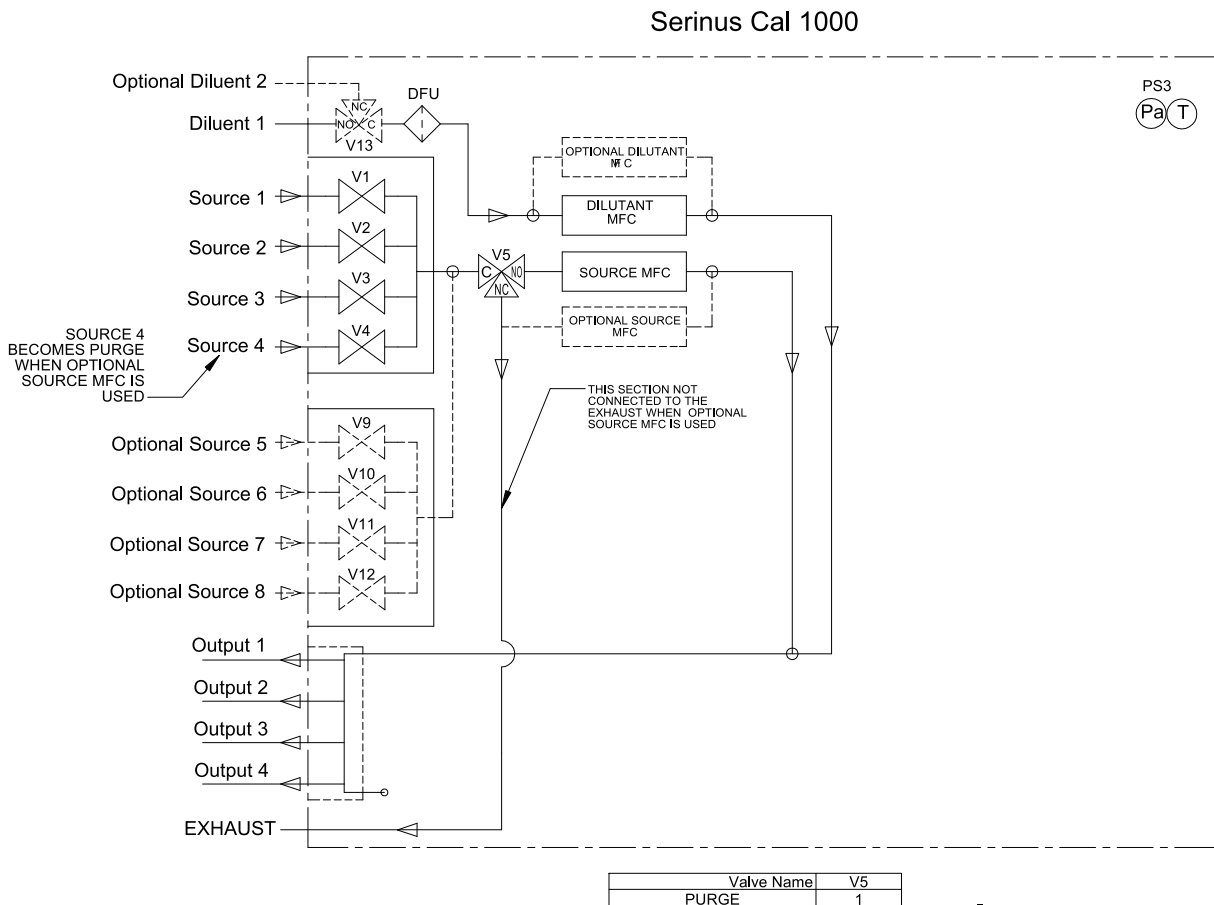 Serinus Cal 1000
Optional Diluent 2
DFU
PS3
NC
Pa T
Diluent 1
NO C
V13
OPTIONAL DILUTANT
MFC
V1
Source 1
DILUTANT
MFC
V2
Source 2
V5
C NO
SOURCE MFC
V3
NC
Source 3
OPTIONAL SOURCE
MFC
V4
Source 4
SOURCE 4
BECOMES PURGE
WHEN OPTIONAL
SOURCE MFC IS
USED
THIS SECTION NOT
CONNECTED TO THE
EXHAUST WHEN OPTIONAL
SOURCE MFC IS USED
V9
Optional Source 5
V10
Optional Source 6
V11
Optional Source 7
V12
Optional Source 8
Output 1
Output 2
Output 3
Output 4
EXHAUST
Valve Name V5
PURGE 1